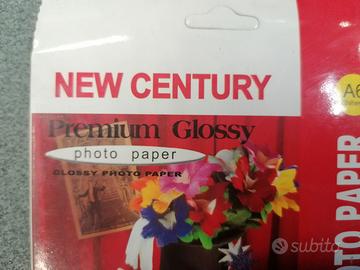 NEW CENTURY
Premium Glossy
photo paper
GLOSSY PHOTO PAPER
A6
TO PAPER
subito